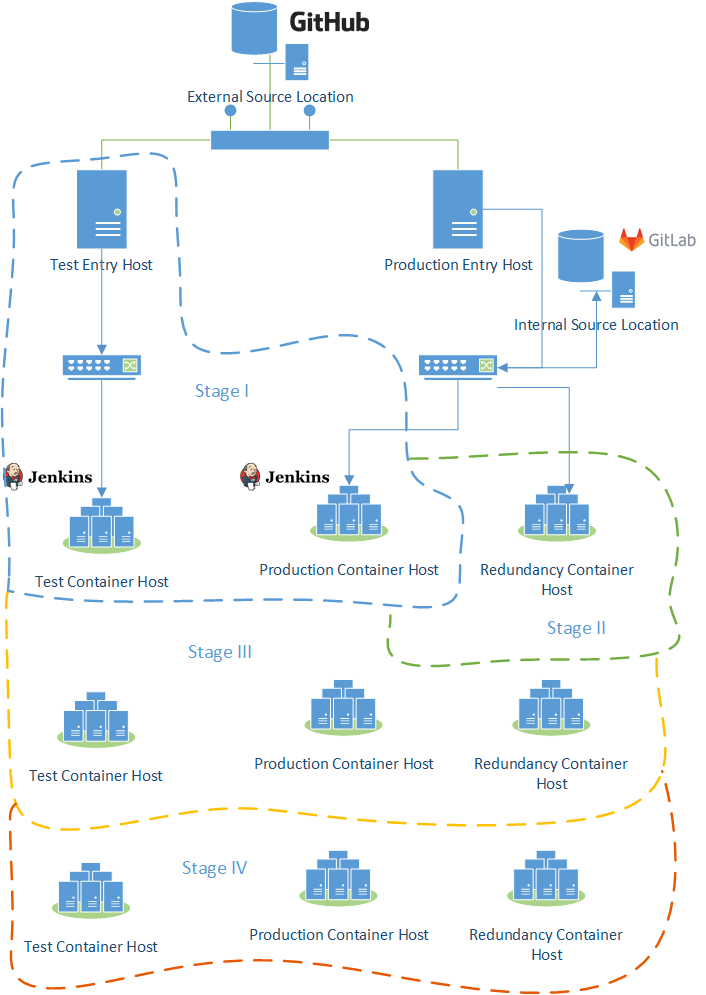 GitHub
External Source Location
Test Entry Host
Production Entry Host
GitLab
Internal Source Location
Stage I
Jenkins
Jenkins
Test Container Host
Production Container Host
Redundancy Container
Host
Stage II
Stage III
Test Container Host
Production Container Host
Redundancy Container
Host
Stage IV
Test Container Host
Production Container Host
Redundancy Container
Host